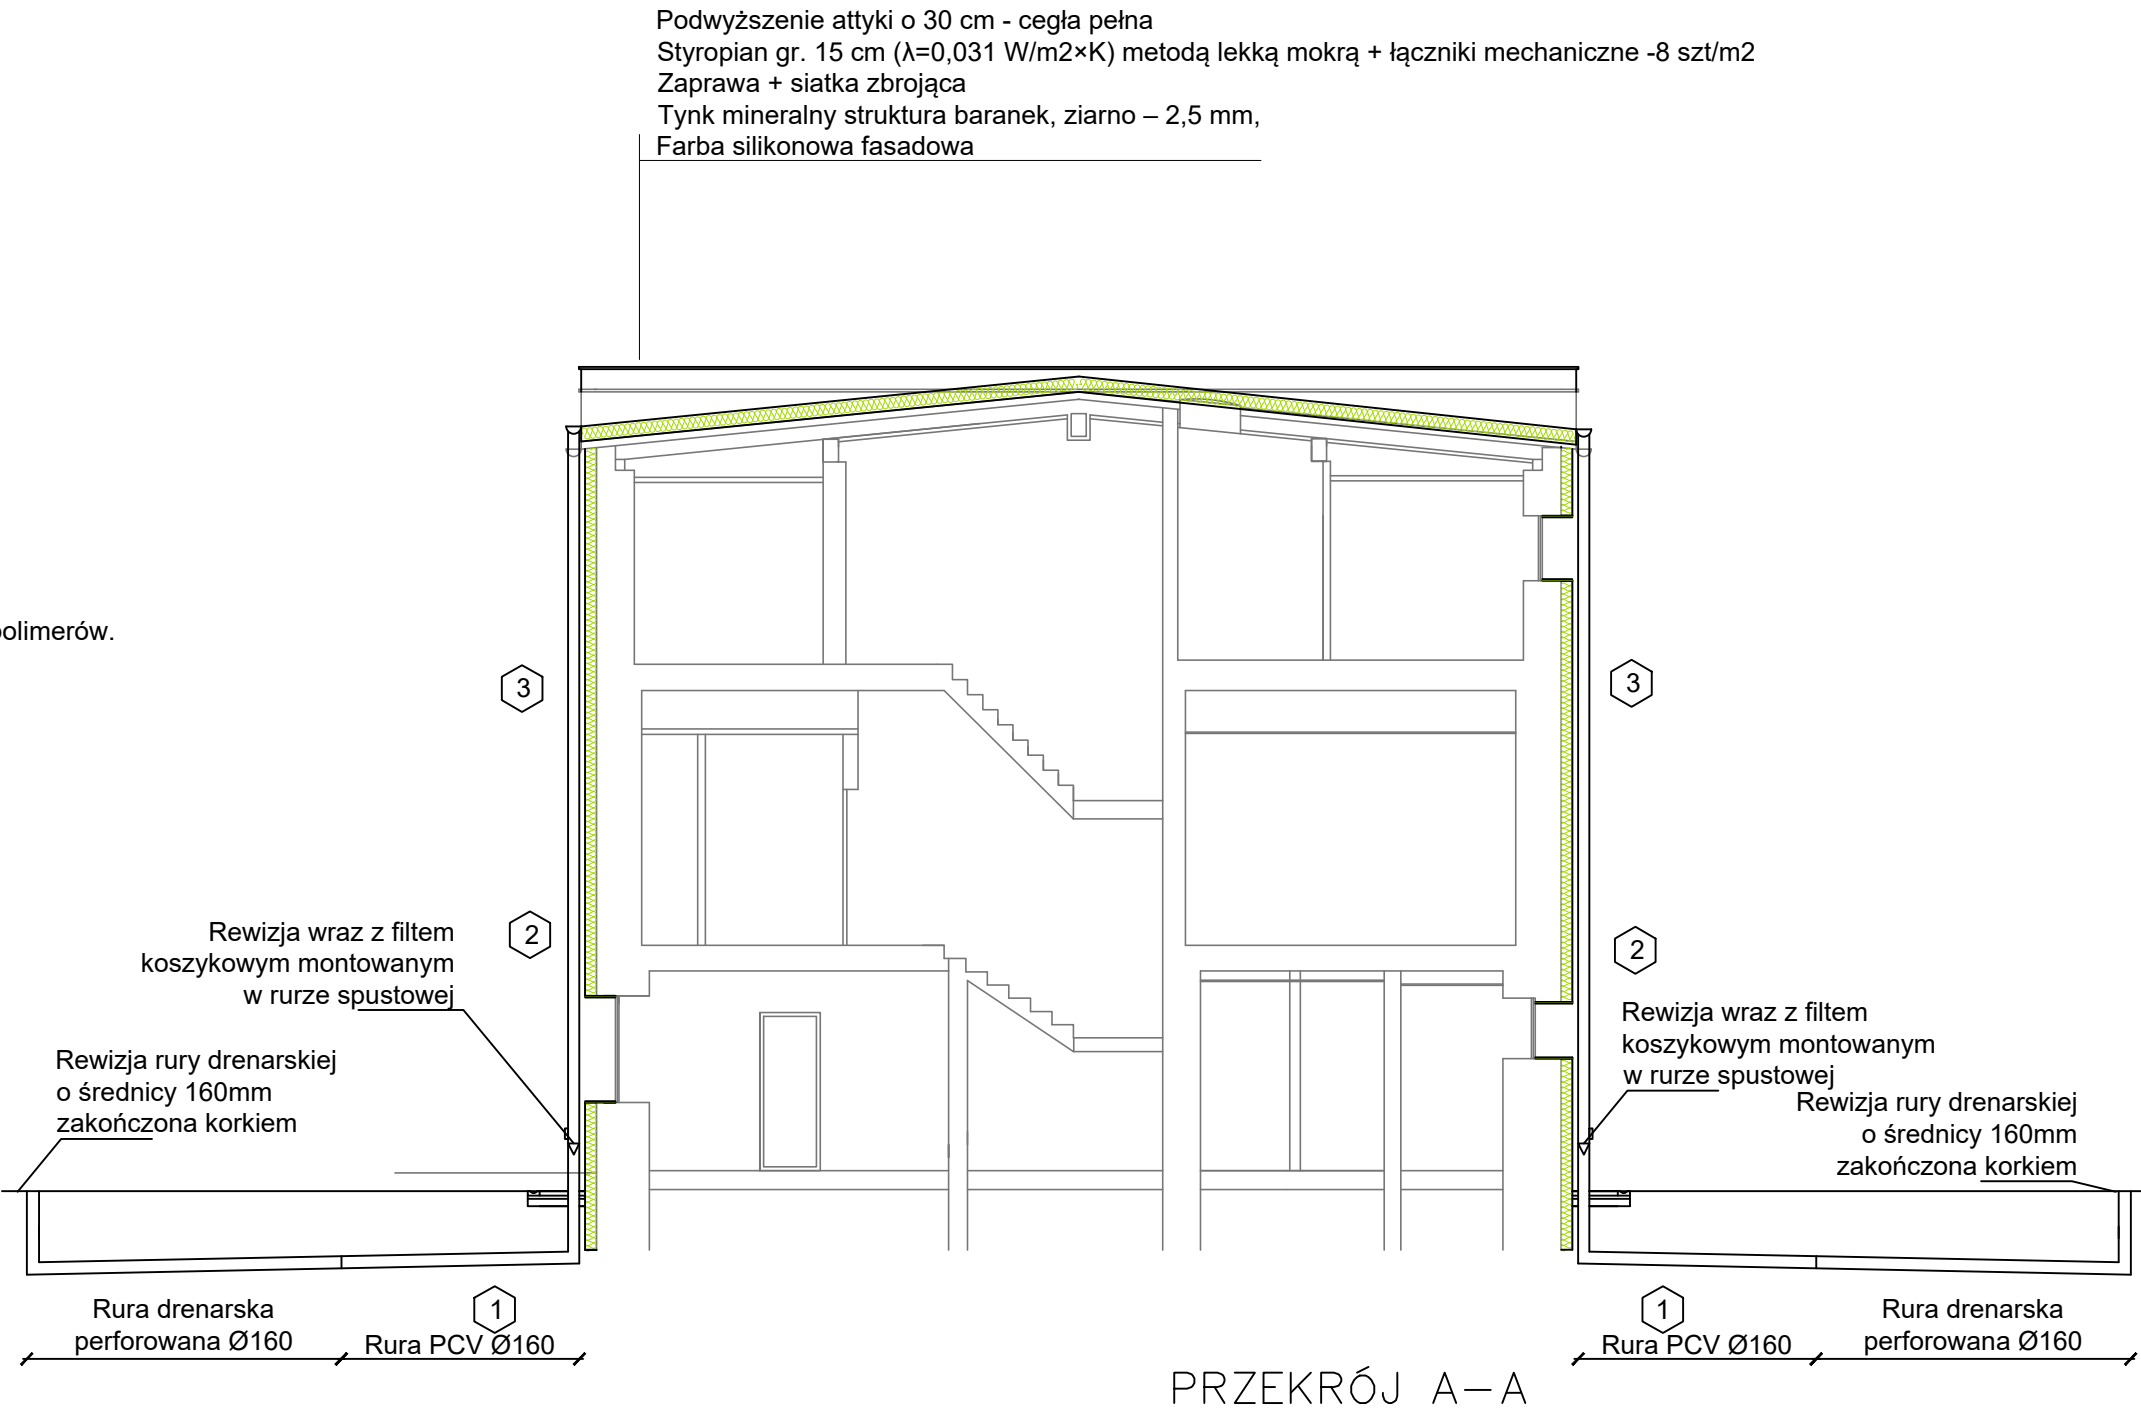 Podwyższenie attyki o 30 cm - cegła pełna
Styropian gr. 15 cm (λ=0,031 W/m2×K) metodą lekką mokrą + łączniki mechaniczne -8 szt/m2
Zaprawa + siatka zbrojąca
Tynk mineralny struktura baranek, ziarno – 2,5 mm,
Farba silikonowa fasadowa
polimerów.
3
3
2
2
Rewizja wraz z filtem
koszykowym montowanym
w rurze spustowej
Rewizja rury drenarskiej
o średnicy 160mm
zakończona korkiem
Rewizja wraz z filtem
koszykowym montowanym
w rurze spustowej
Rewizja rury drenarskiej
o średnicy 160mm
zakończona korkiem
Rura drenarska
perforowana Ø160
1
Rura PCV Ø160
1
Rura PCV Ø160
Rura drenarska
perforowana Ø160
PRZEKRÓJ A-A